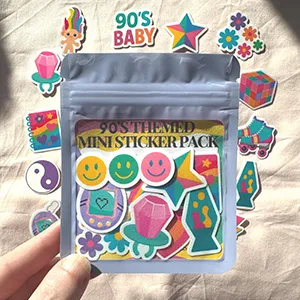 90'S
BABY
90'S THEMED
MINI STICKER PACK